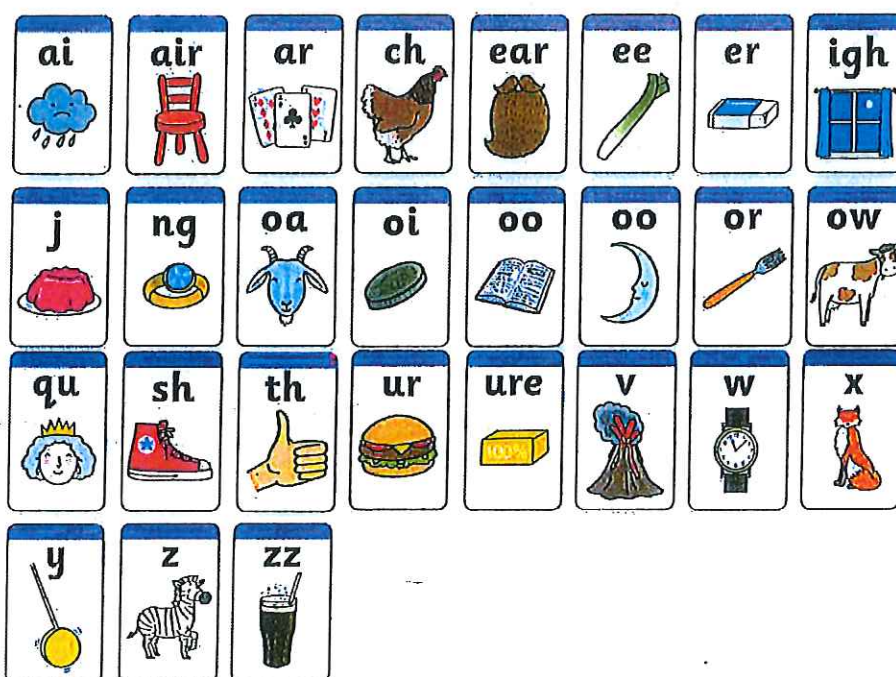 ai air ar ch ear ee er igh
j ng oa oi oo oo or ow
qu sh th ur ure v w x
100%
y z zz